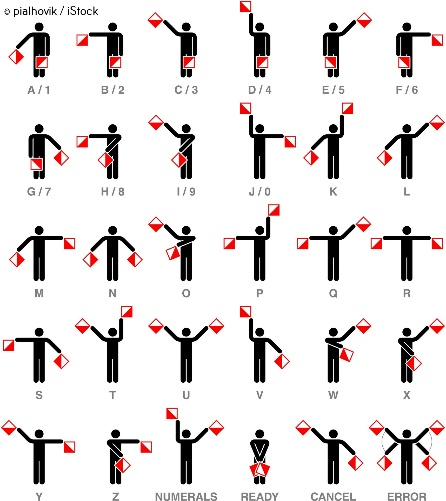 © pialhovik / iStock
A / 1 B / 2 C / 3 D / 4 E / 5 F / 6
G / 7 H / 8 I / 9 J / 0 K L
M N O P Q R
S T U V W X
Y Z NUMERALS READY CANCEL ERROR